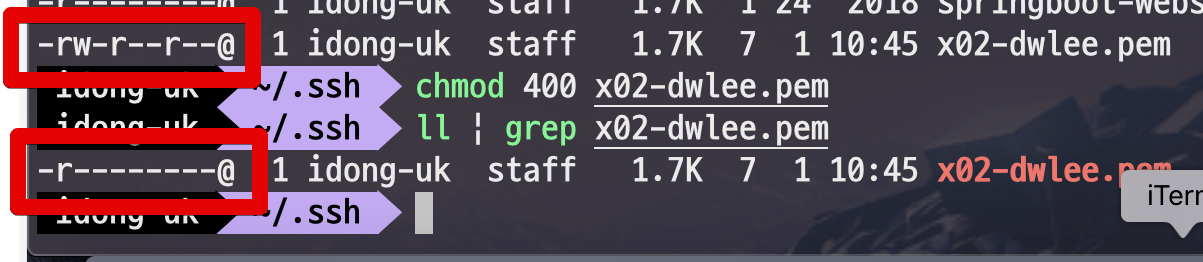 -r--------@ 1 idong-uk staff 1.7K 1 24 2018 springboot-webs
-rw-r--r--@ 1 idong-uk staff 1.7K 7 1 10:45 x02-dwlee.pem
idong-uk ~/.ssh chmod 400 x02-dwlee.pem
idong-uk ~/.ssh ll | grep x02-dwlee.pem
-r--------@ 1 idong-uk staff 1.7K 7 1 10:45 x02-dwlee.pem
idong-uk ~/.ssh
iTerm